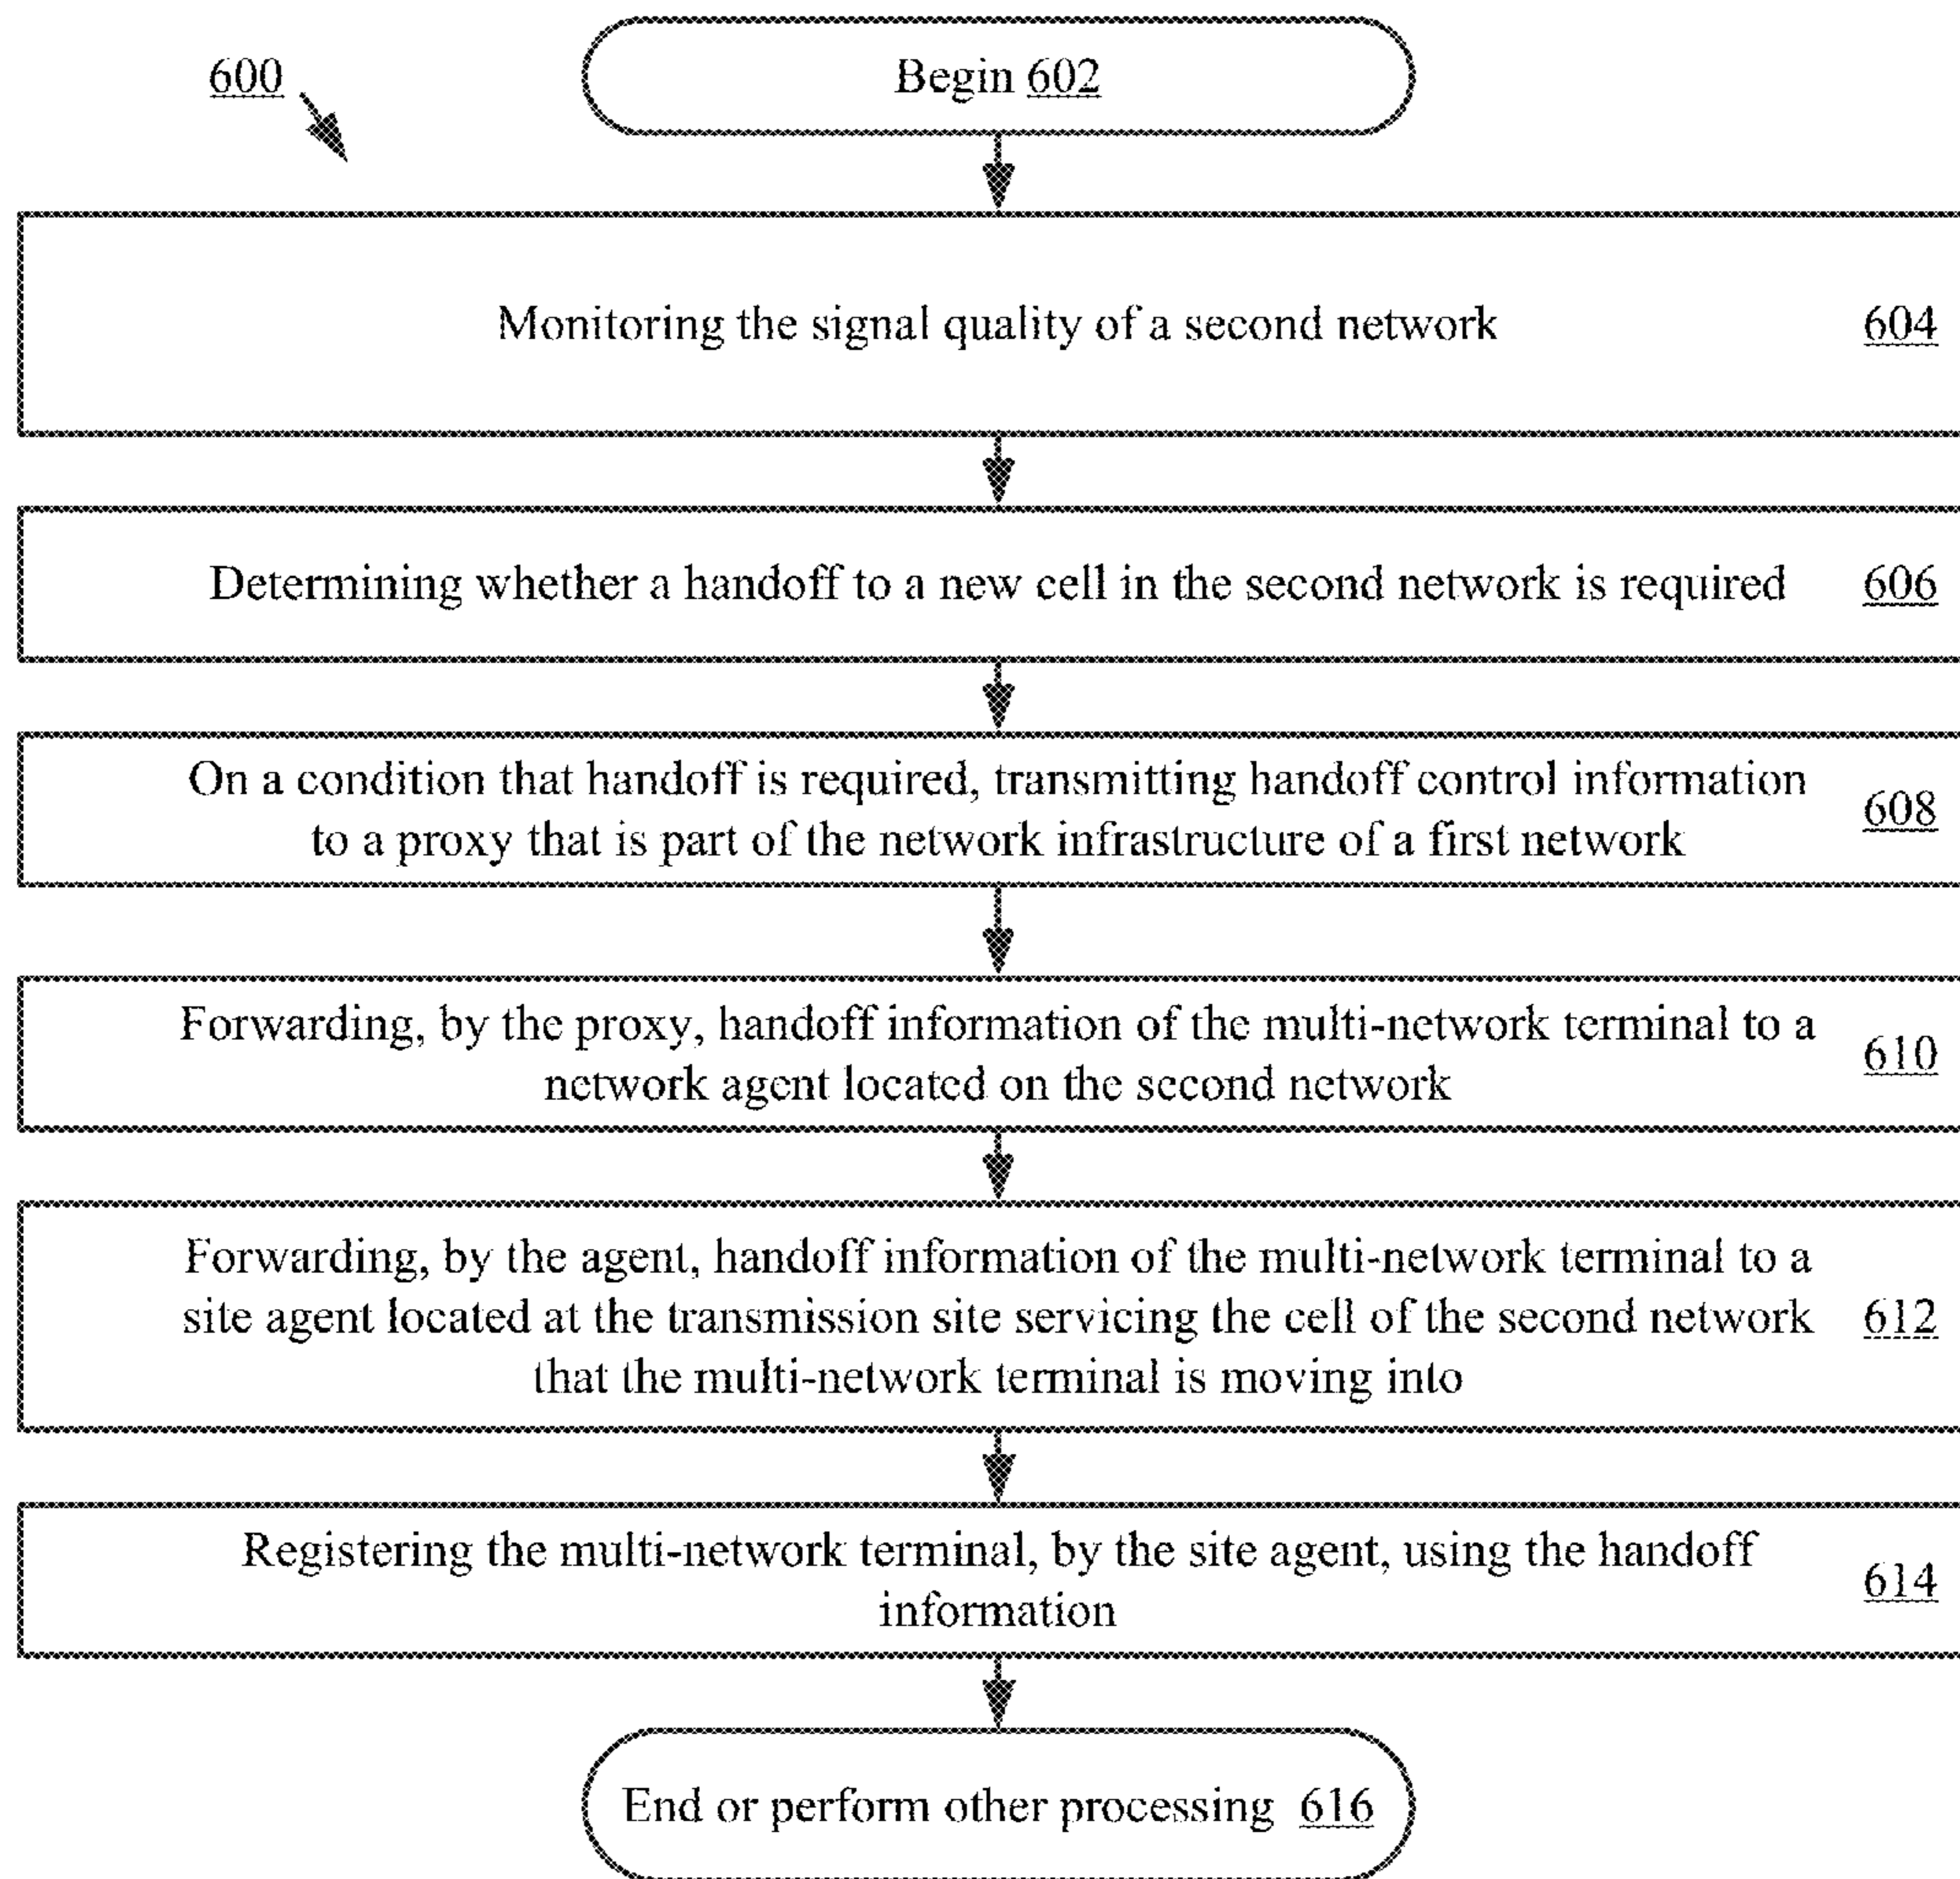 600
Begin 602
Monitoring the signal quality of a second network 604
Determining whether a handoff to a new cell in the second network is required 606
On a condition that handoff is required, transmitting handoff control information
to a proxy that is part of the network infrastructure of a first network
608
Forwarding, by the proxy, handoff information of the multi-network terminal to a
network agent located on the second network
610
Forwarding, by the agent, handoff information of the multi-network terminal to a
site agent located at the transmission site servicing the cell of the second network 612
that the multi-network terminal is moving into
Registering the multi-network terminal, by the site agent, using the handoff
information
614
End or perform other processing 616